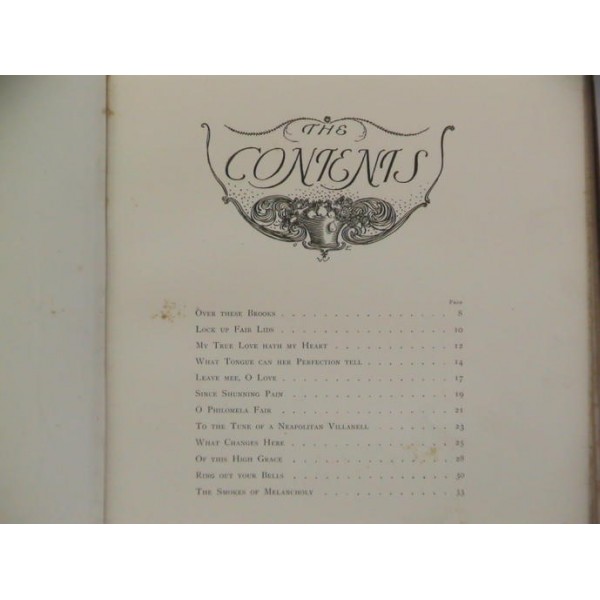 THE
CONTENTS
PAGE
OVER THESE BROOKS . . . . . . . . . . . . 8
LOCK UP FAIR LIDS . . . . . . . . . . . . 10
MY TRUE LOVE HATH MY HEART . . . . . . . . 12
WHAT TONGUE CAN HER PERFECTION TELL . . . . . . 14
LEAVE MEE, O LOVE . . . . . . . . . . . . 17
SINCE SHUNNING PAIN . . . . . . . . . . . 19
O PHILOMELA FAIR . . . . . . . . . . . . 21
TO THE TUNE OF A NEAPOLITAN VILLANELL . . . . . . 23
WHAT CHANGES HERE . . . . . . . . . . . 25
OF THIS HIGH GRACE . . . . . . . . . . . 28
RING OUT YOUR BELLS . . . . . . . . . . . 30
THE SMOKES OF MELANCHOLY . . . . . . . . . 33